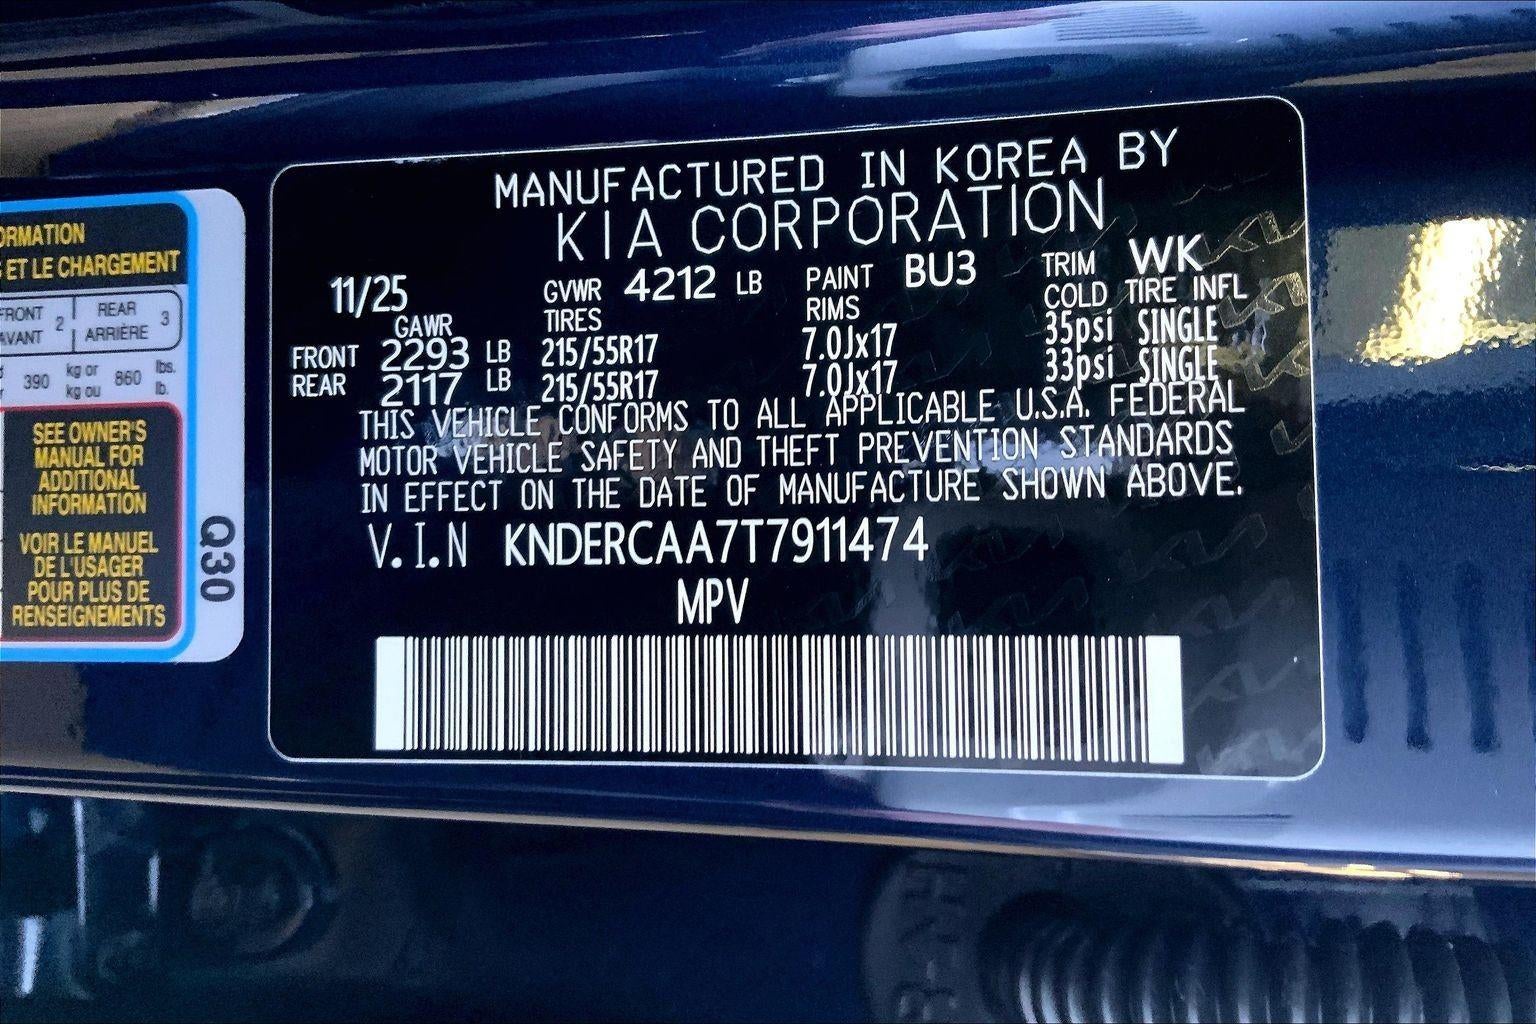 ORMATION
ET LE CHARGEMENT
FRONT 2 REAR 3
AVANT ARRIÈRE
390 kg or 860 lbs.
kg ou lb.
SEE OWNER'S
MANUAL FOR
ADDITIONAL
INFORMATION
VOIR LE MANUEL
DE L'USAGER
POUR PLUS DE
RENSEIGNEMENTS
Q30
MANUFACTURED IN KOREA BY
KIA CORPORATION
11/25 GVWR 4212 LB PAINT BU3 TRIM WK
GAWR TIRES RIMS COLD TIRE INFL
FRONT 2293 LB 215/55R17 7.0Jx17 35psi SINGLE
REAR 2117 LB 215/55R17 7.0Jx17 33psi SINGLE
THIS VEHICLE CONFORMS TO ALL APPLICABLE U.S.A. FEDERAL
MOTOR VEHICLE SAFETY AND THEFT PREVENTION STANDARDS
IN EFFECT ON THE DATE OF MANUFACTURE SHOWN ABOVE.
V.I.N KNDERCAA7T7911474
MPV